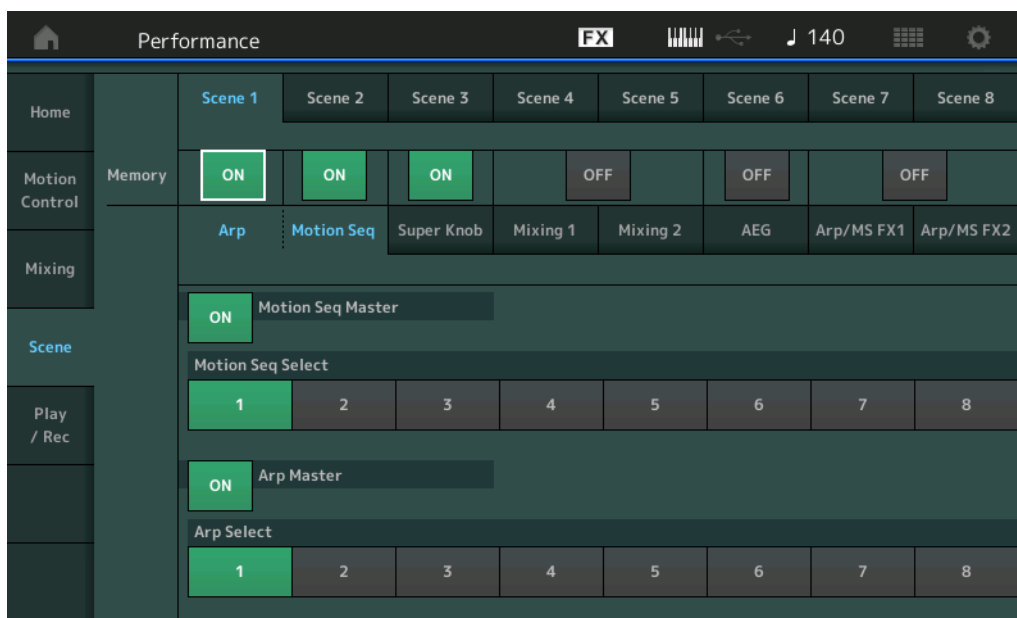 Performance FX 140
Scene 1 Scene 2 Scene 3 Scene 4 Scene 5 Scene 6 Scene 7 Scene 8
Home
Memory ON ON ON OFF OFF OFF
Motion
Control
Arp Motion Seq Super Knob Mixing 1 Mixing 2 AEG Arp/MS FX1 Arp/MS FX2
Mixing
ON Motion Seq Master
Scene
Motion Seq Select
1 2 3 4 5 6 7 8
Play
/ Rec
ON Arp Master
Arp Select
1 2 3 4 5 6 7 8